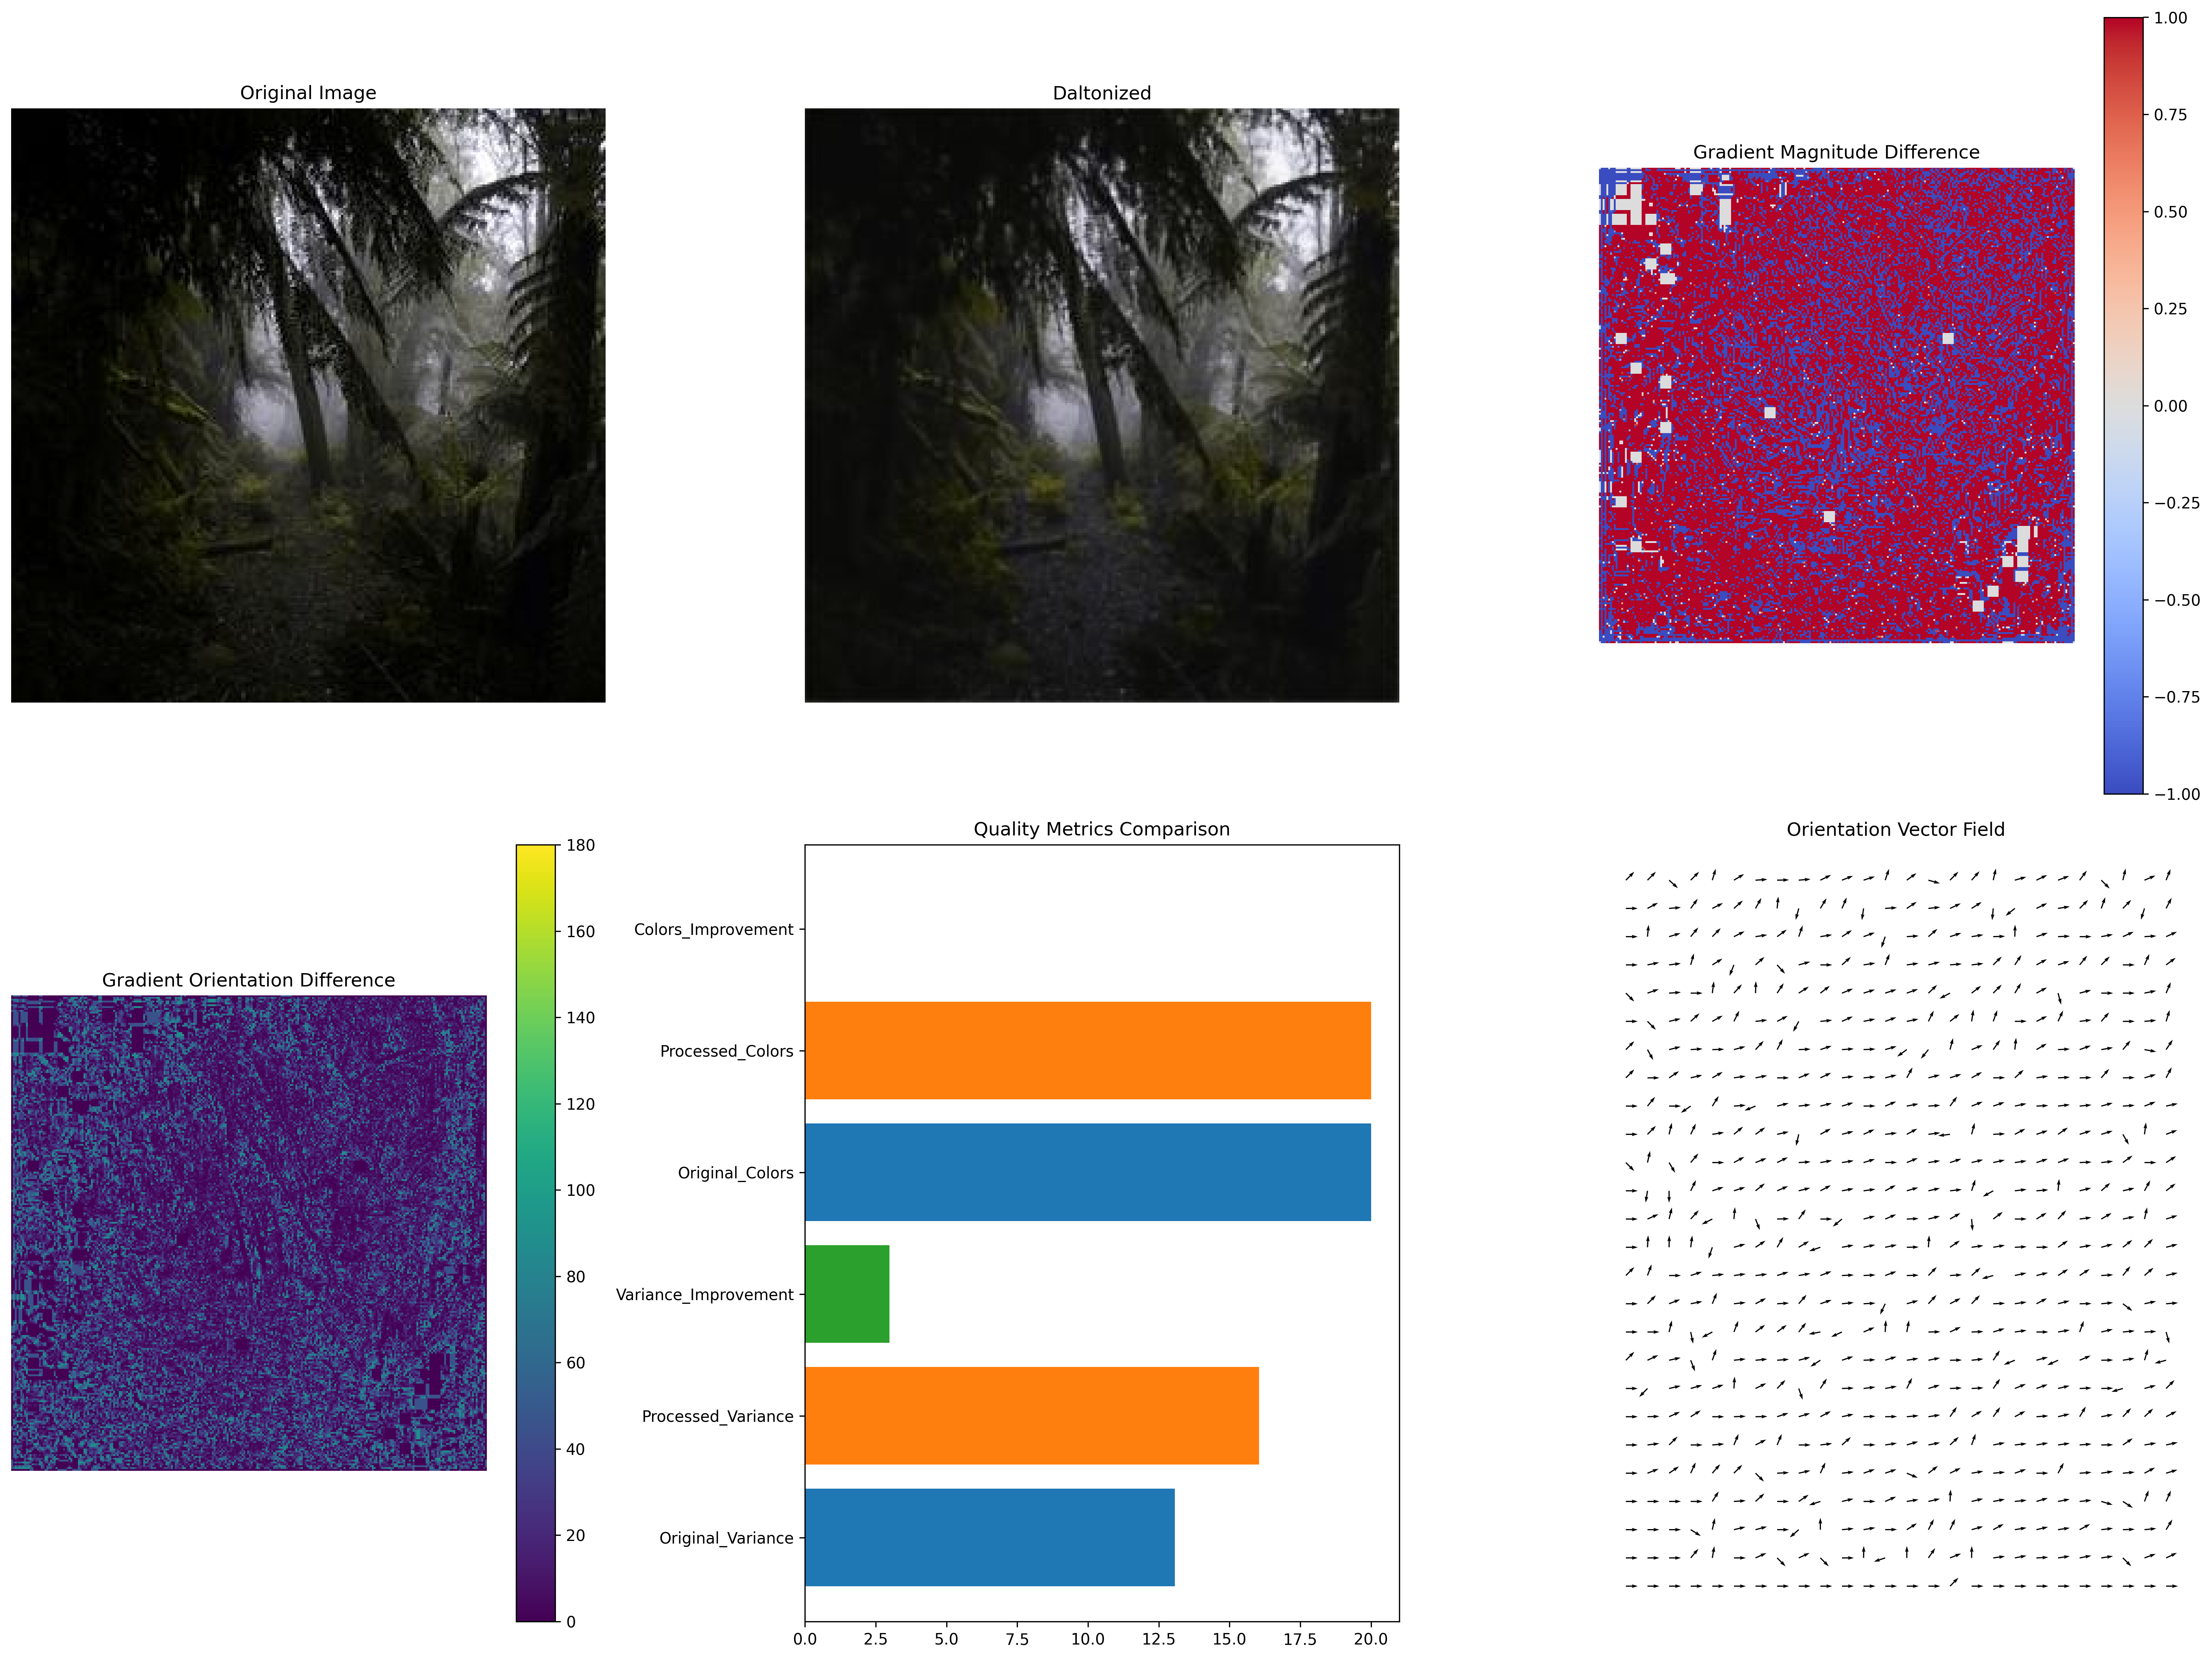 Original Image
Daltonized
Gradient Magnitude Difference
1.00
0.75
0.50
0.25
0.00
−0.25
−0.50
−0.75
−1.00
Gradient Orientation Difference
180
160
140
120
100
80
60
40
20
0
Quality Metrics Comparison
Colors_Improvement
Processed_Colors
Original_Colors
Variance_Improvement
Processed_Variance
Original_Variance
0.0 2.5 5.0 7.5 10.0 12.5 15.0 17.5 20.0
Orientation Vector Field